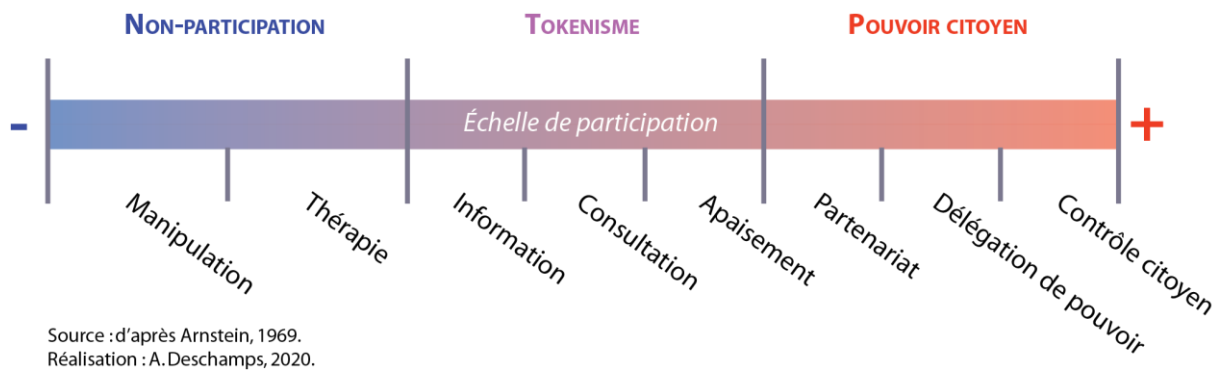 NON-PARTICIPATION
TOKENISME
POUVOIR CITOYEN
-
Échelle de participation
+
Manipulation
Thérapie
Information
Consultation
Apaisement
Partenariat
Délégation de pouvoir
Contrôle citoyen
Source : d'après Arnstein, 1969.
Réalisation : A. Deschamps, 2020.